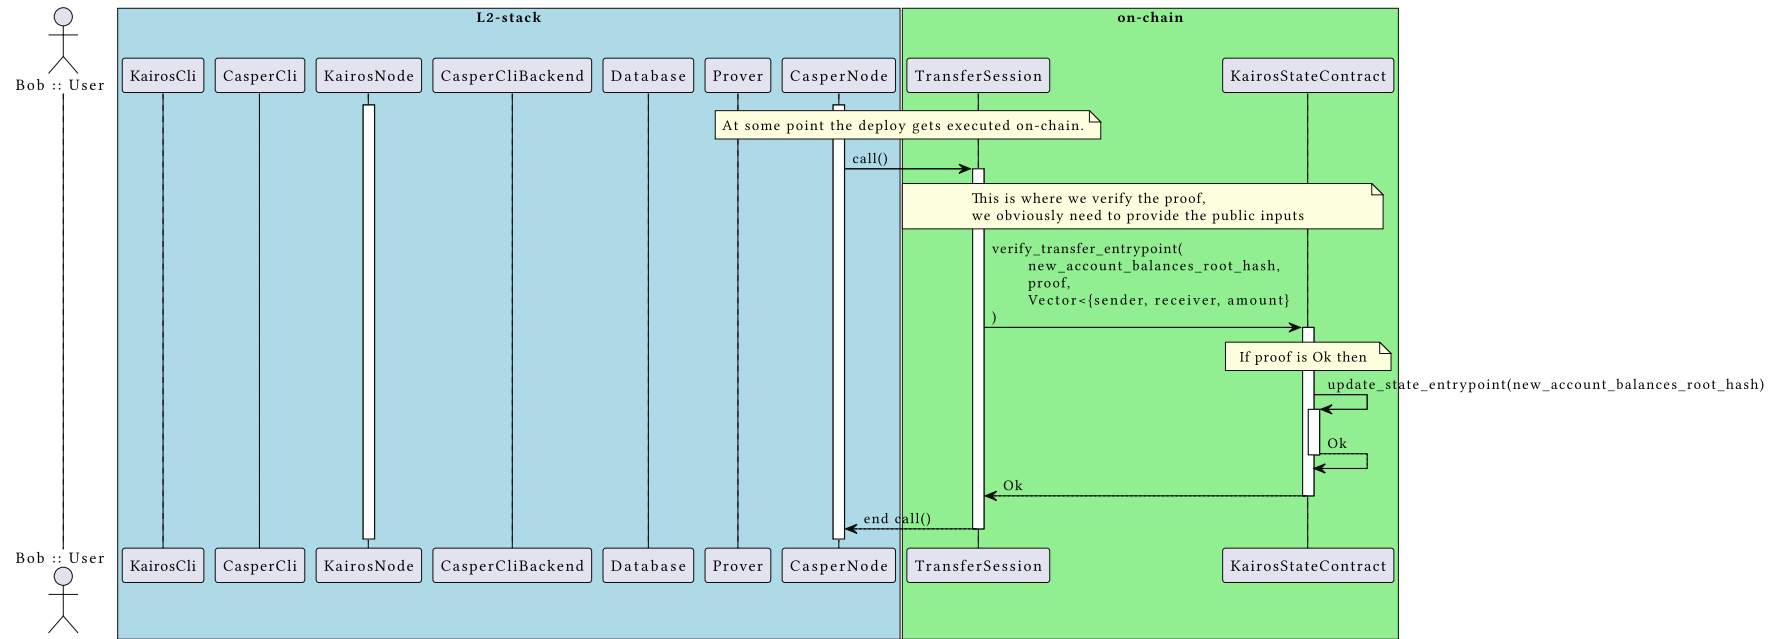 L2-stack
on-chain
Bob :: User
KairosCli
CasperCli
KairosNode
CasperCliBackend
Database
Prover
CasperNode
TransferSession
KairosStateContract
At some point the deploy gets executed on-chain.
call()
This is where we verify the proof,
we obviously need to provide the public inputs
verify_transfer_entrypoint(
new_account_balances_root_hash,
proof,
Vector<{sender, receiver, amount}
)
If proof is Ok then
update_state_entrypoint(new_account_balances_root_hash)
Ok
Ok
end call()
Bob :: User
KairosCli
CasperCli
KairosNode
CasperCliBackend
Database
Prover
CasperNode
TransferSession
KairosStateContract